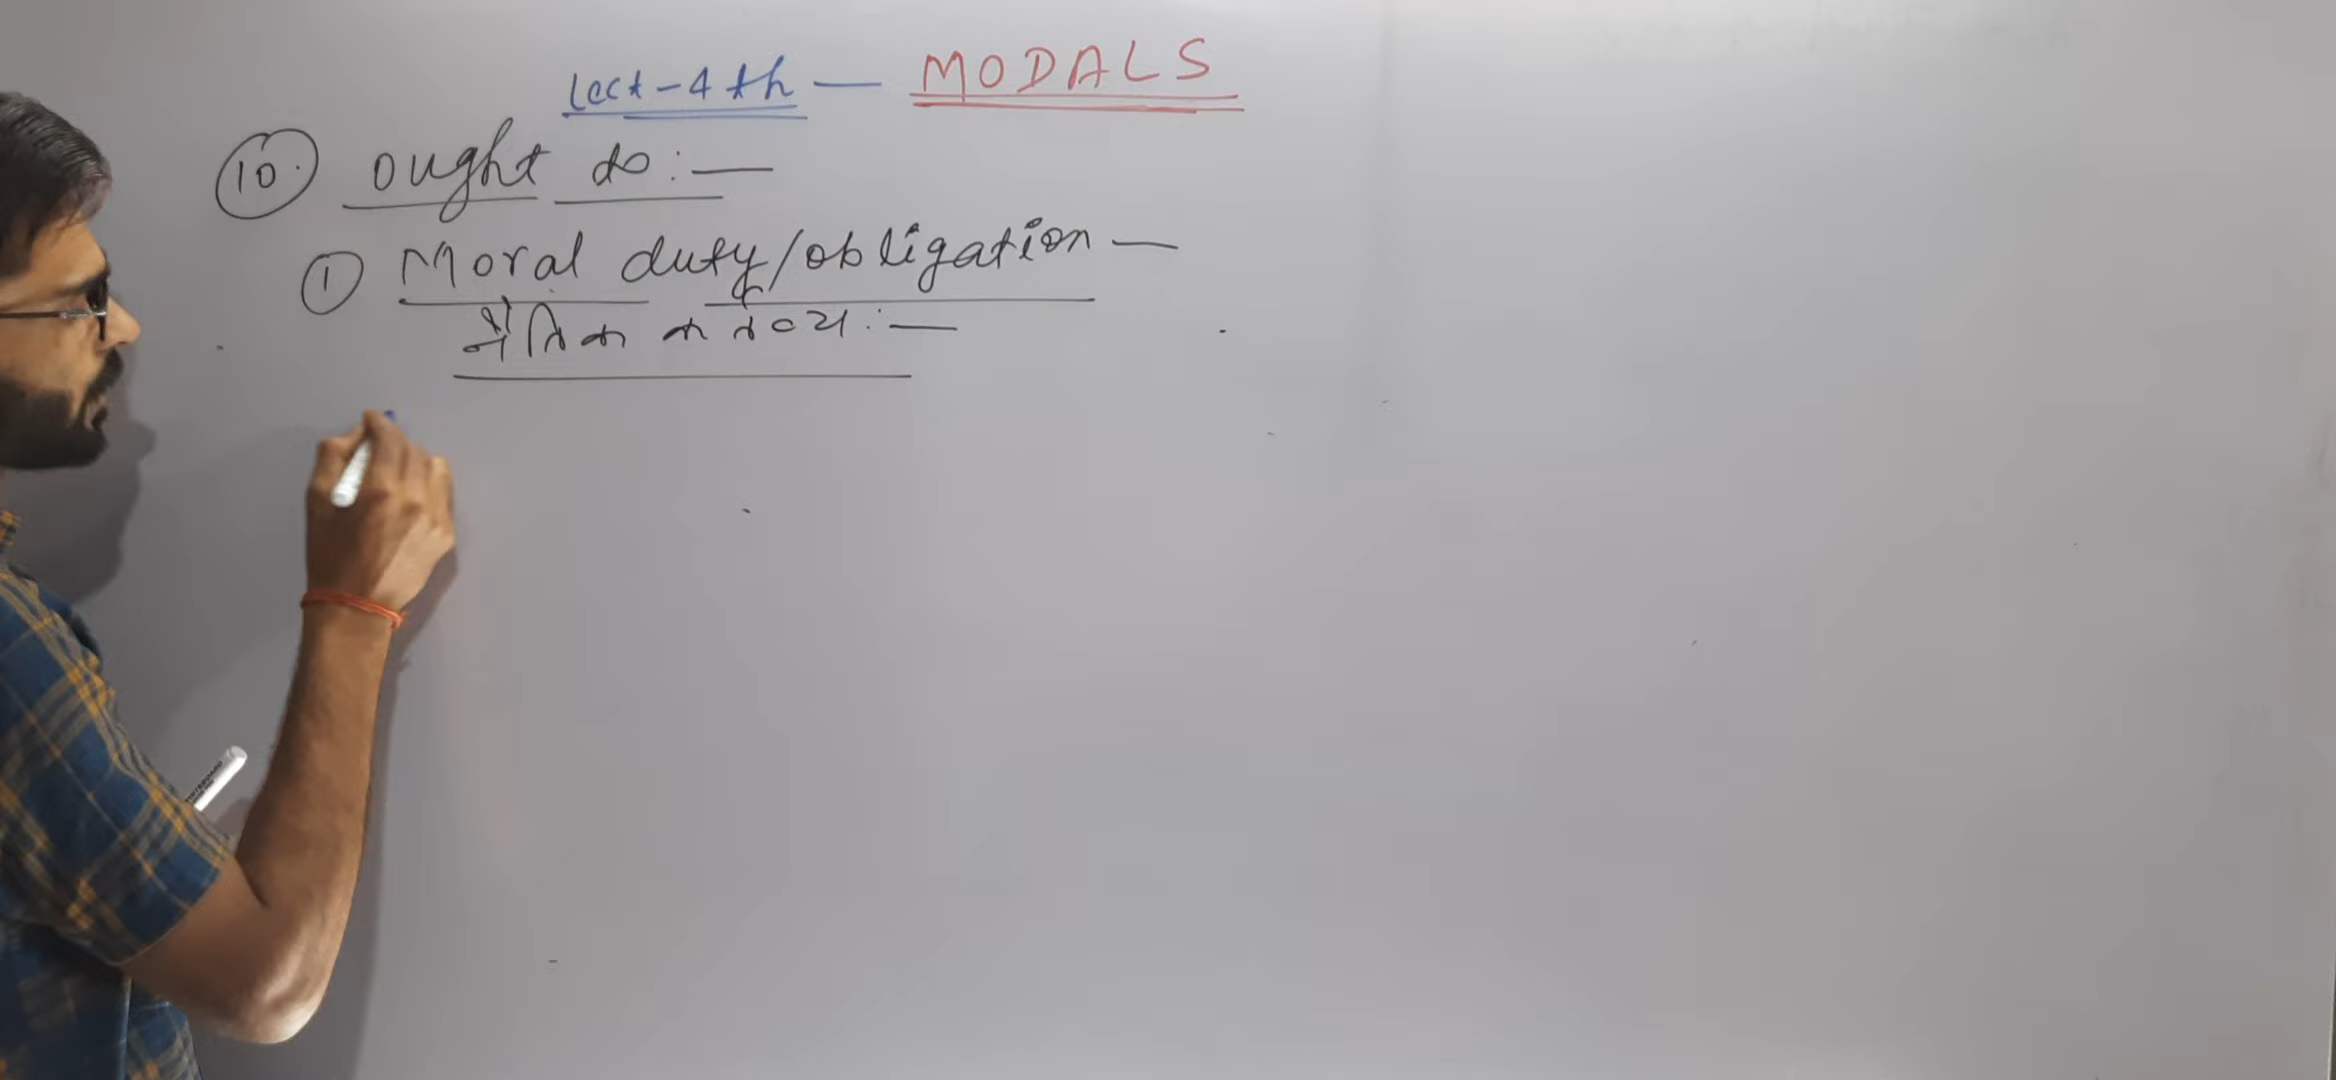 Lect-4th — MODALS
10. ought to :—
① Moral duty/obligation —
नैतिक कर्तव्य :—